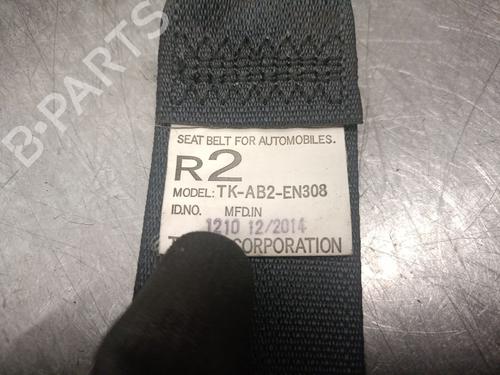 B-PARTS
SEAT BELT FOR AUTOMOBILES.
R2
MODEL: TK-AB2-EN308
ID.NO. MFD.IN
1210 12/2014
CORPORATION